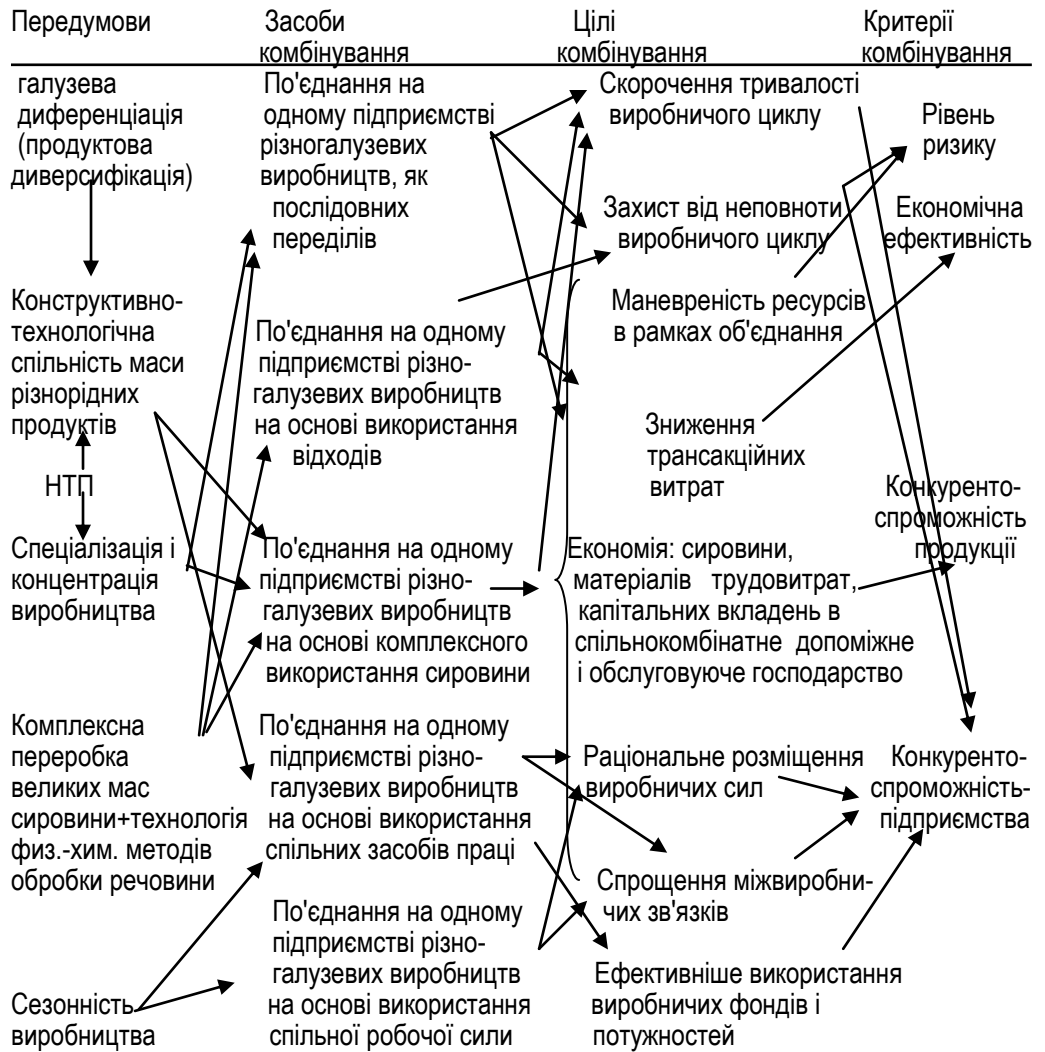 Передумови
Засоби
комбінування
Цілі
комбінування
Критерії
комбінування
галузева
диференціація
(продуктова
диверсифікація)
Конструктивно-
технологічна
спільність маси
різнорідних
продуктів
НТП
Спеціалізація і
концентрація
виробництва
Комплексна
переробка
великих мас
сировини+технологія
физ.-хим. методів
обробки речовини
Сезонність
виробництва
По'єднання на
одному підприємстві
різногалузевих
виробництв, як
послідовних
переділів
По'єднання на одному
підприємстві різно-
галузевих виробництв
на основі використання
відходів
По'єднання на одному
підприємстві різно-
галузевих виробництв
на основі комплексного
використання сировини
По'єднання на одному
підприємстві різно-
галузевих виробництв
на основі використання
спільних засобів праці
По'єднання на одному
підприємстві різно-
галузевих виробництв
на основі використання
спільної робочої сили
Скорочення тривалості
виробничого циклу
Захист від неповноти
виробничого циклу
Маневреність ресурсів
в рамках об'єднання
Зниження
трансакційних
витрат
Економія: сировини,
матеріалів трудовитрат,
капітальних вкладень в
спільнокомбінатне допоміжне
і обслуговуюче господарство
Раціональне розміщення
виробничих сил
Спрощення міжвиробни-
чих зв'язків
Ефективніше використання
виробничих фондів і
потужностей
Рівень
ризику
Економічна
ефективність
Конкуренто-
спроможність
продукції
Конкуренто-
спроможність-
підприємства